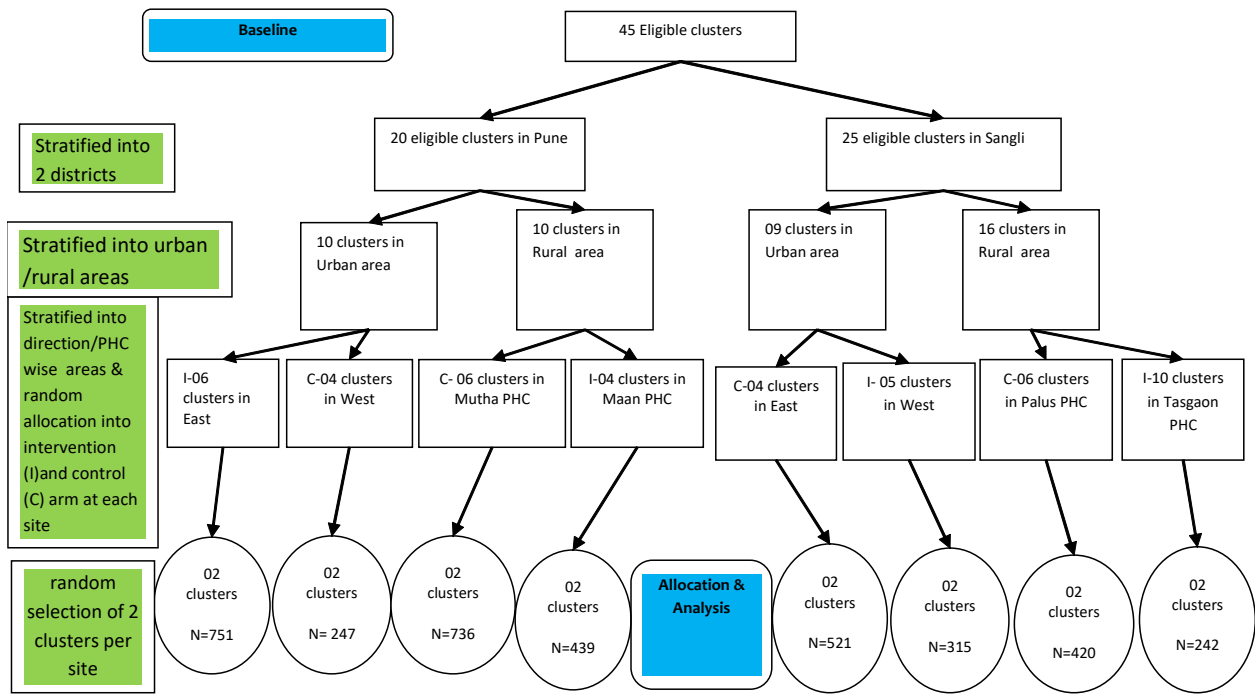 Baseline
45 Eligible clusters
Stratified into
2 districts
20 eligible clusters in Pune
25 eligible clusters in Sangli
Stratified into urban
/rural areas
10 clusters in
Urban area
10 clusters in
Rural  area
09 clusters in
Urban area
16 clusters in
Rural  area
Stratified into
direction/PHC
wise  areas &
random
allocation into
intervention
(I)and control
(C) arm at each
site
I-06
clusters in
East
C-04 clusters
in West
C- 06 clusters in
Mutha PHC
I-04 clusters in
Maan PHC
C-04 clusters
in East
I- 05 clusters
in West
C-06 clusters
in Palus PHC
I-10 clusters
in Tasgaon
PHC
random
selection of 2
clusters per
site
02
clusters
N=751
02
clusters
N= 247
02
clusters
N=736
02
clusters
N=439
Allocation &
Analysis
02
clusters
N=521
02
clusters
N=315
02
clusters
N=420
02
clusters
N=242